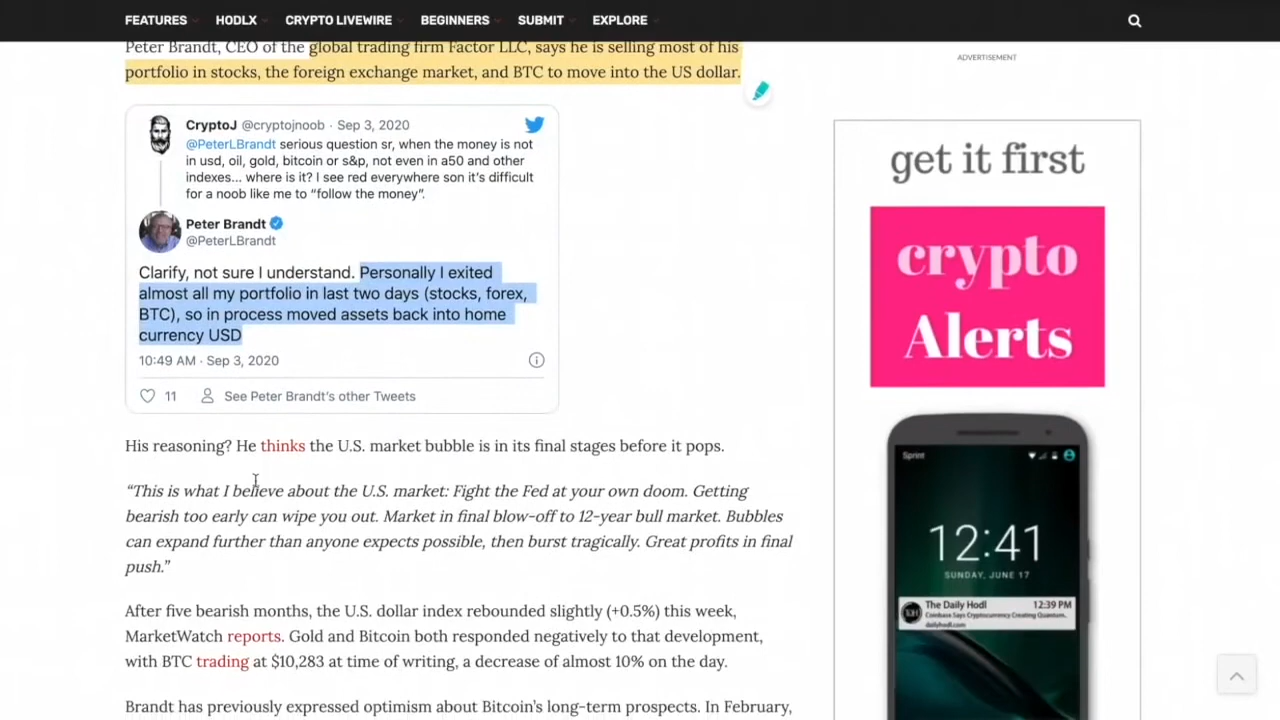 FEATURES HODLX CRYPTO LIVEWIRE BEGINNERS SUBMIT EXPLORE
Peter Brandt, CEO of the global trading firm Factor LLC, says he is selling most of his
portfolio in stocks, the foreign exchange market, and BTC to move into the US dollar.
ADVERTISEMENT
CryptoJ @cryptojnoob · Sep 3, 2020
@PeterLBrandt serious question sr, when the money is not
in usd, oil, gold, bitcoin or s&p, not even in a50 and other
indexes... where is it? I see red everywhere son it's difficult
for a noob like me to "follow the money".
Peter Brandt
@PeterLBrandt
Clarify, not sure I understand. Personally I exited
almost all my portfolio in last two days (stocks, forex,
BTC), so in process moved assets back into home
currency USD
10:49 AM · Sep 3, 2020
11 See Peter Brandt's other Tweets
His reasoning? He thinks the U.S. market bubble is in its final stages before it pops.
“This is what I believe about the U.S. market: Fight the Fed at your own doom. Getting
bearish too early can wipe you out. Market in final blow-off to 12-year bull market. Bubbles
can expand further than anyone expects possible, then burst tragically. Great profits in final
push.”
After five bearish months, the U.S. dollar index rebounded slightly (+0.5%) this week,
MarketWatch reports. Gold and Bitcoin both responded negatively to that development,
with BTC trading at $10,283 at time of writing, a decrease of almost 10% on the day.
Brandt has previously expressed optimism about Bitcoin’s long-term prospects. In February,
get it first
crypto
Alerts
Sprint
12:41
SUNDAY, JUNE 17
The Daily Hodl 12:39 PM
Coinbase Says Cryptocurrency Creating Quantum..
dailyhodl.com